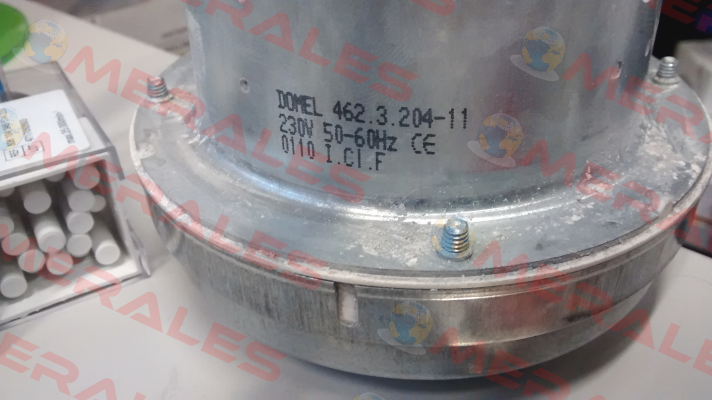 MERALES
DOMEL 462.3.204-11
230V 50-60Hz CE
0110 I.Cl.F